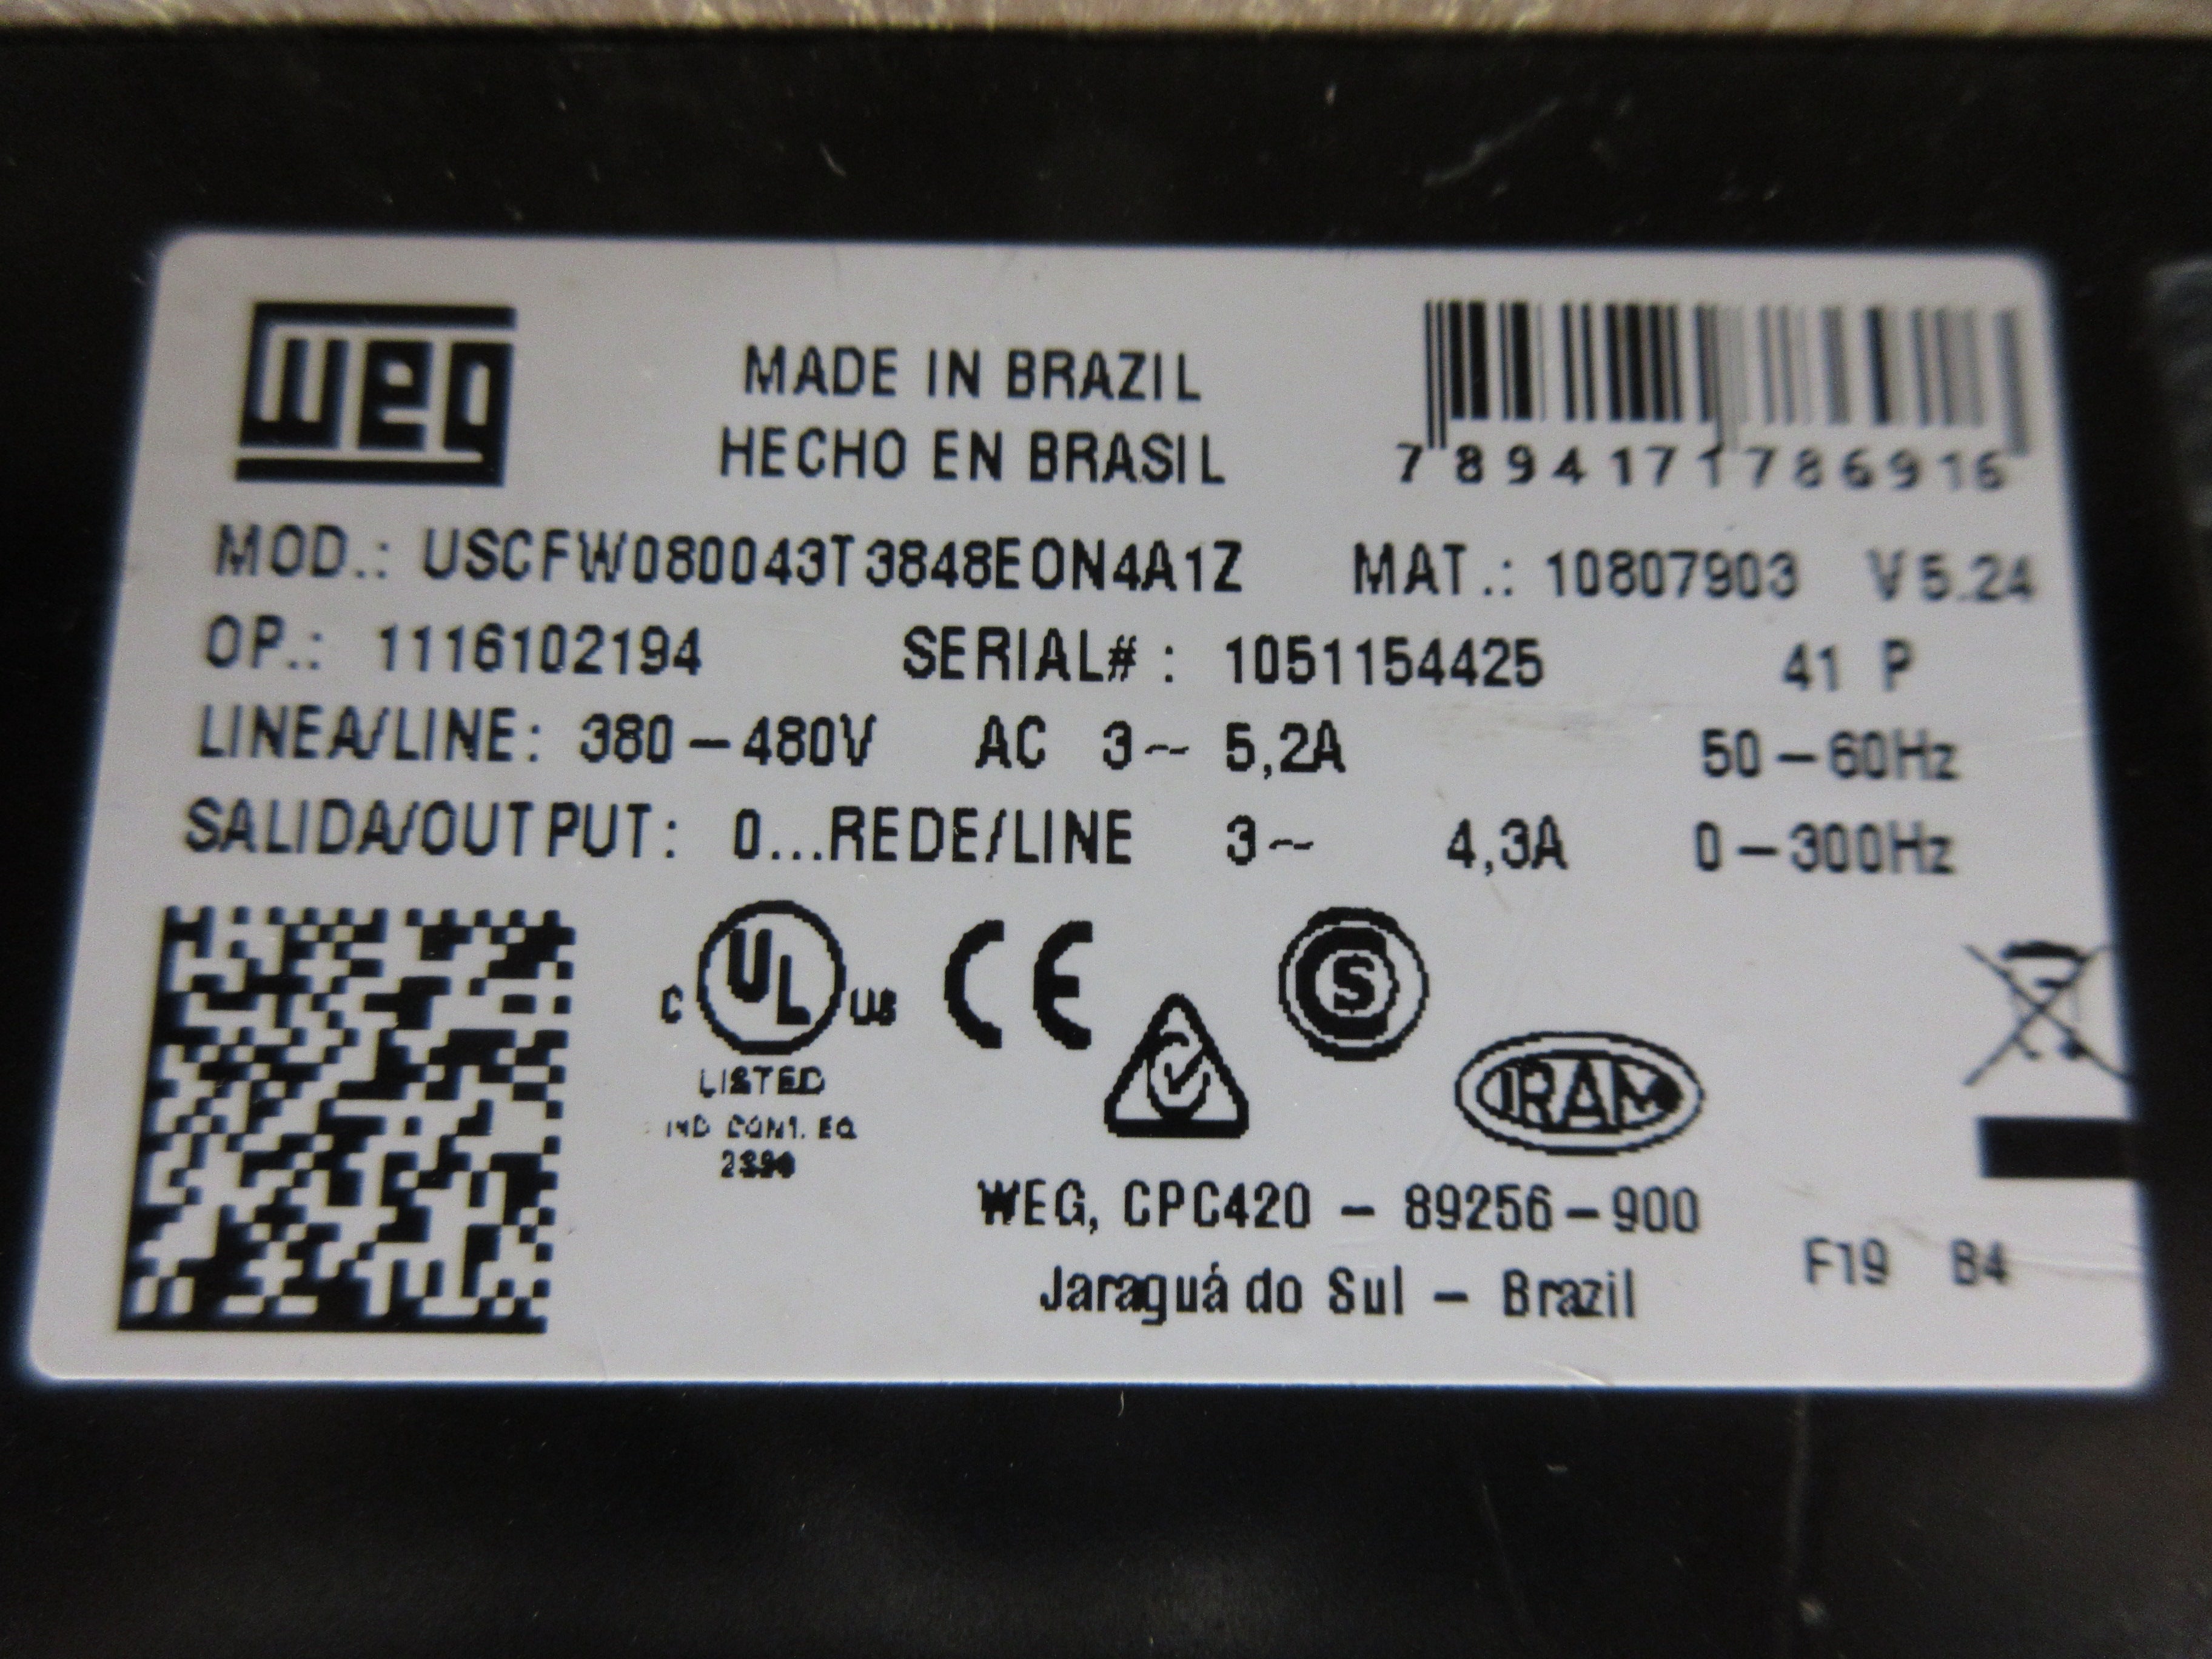 weg
MADE IN BRAZIL
HECHO EN BRASIL
7 894171 786916
MOD.: USCFW080043T3848EON4A1Z MAT.: 10807903 V5.24
OP.: 1116102194 SERIAL#: 1051154425 41 P
LINEA/LINE: 380-480V AC 3~ 5,2A 50-60Hz
SALIDA/OUTPUT: 0...REDE/LINE 3~ 4,3A 0-300Hz
C UL US CE CS
LISTED
IND CONT. EQ
IRAM
WEG, CPC420 - 89256-900
Jaraguá do Sul - Brazil
F19 B4